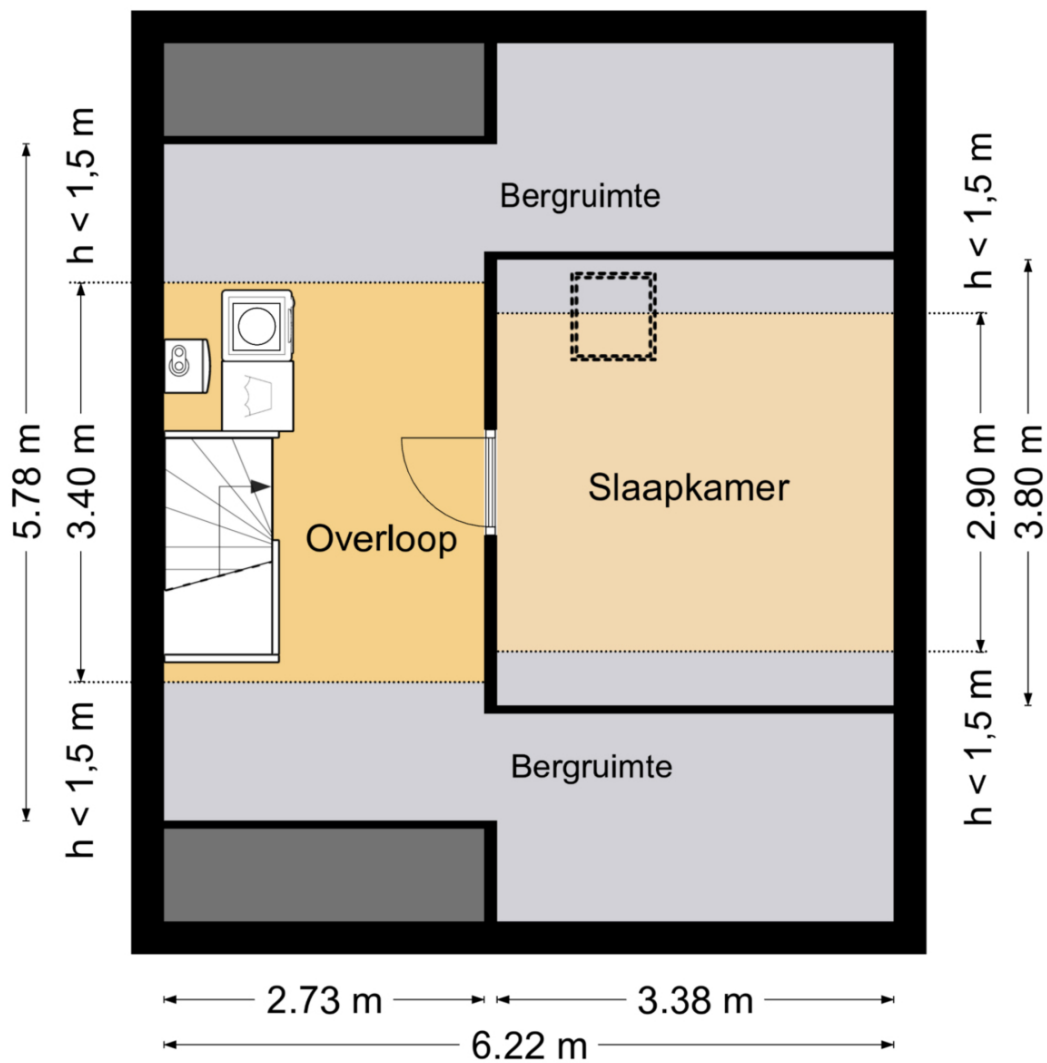 h < 1,5 m
h < 1,5 m
Bergruimte
5.78 m
3.40 m
Overloop
Slaapkamer
2.90 m
3.80 m
h < 1,5 m
h < 1,5 m
Bergruimte
2.73 m
3.38 m
6.22 m